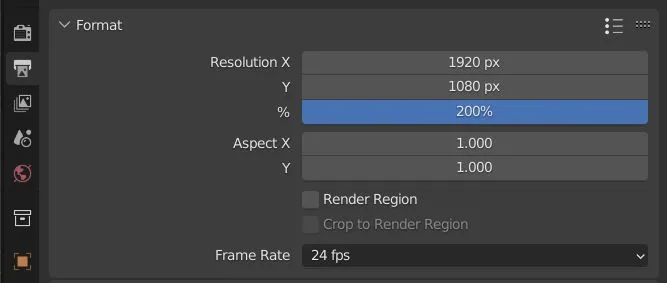 Format
Resolution X 1920 px
Y 1080 px
% 200%
Aspect X 1.000
Y 1.000
Render Region
Crop to Render Region
Frame Rate 24 fps